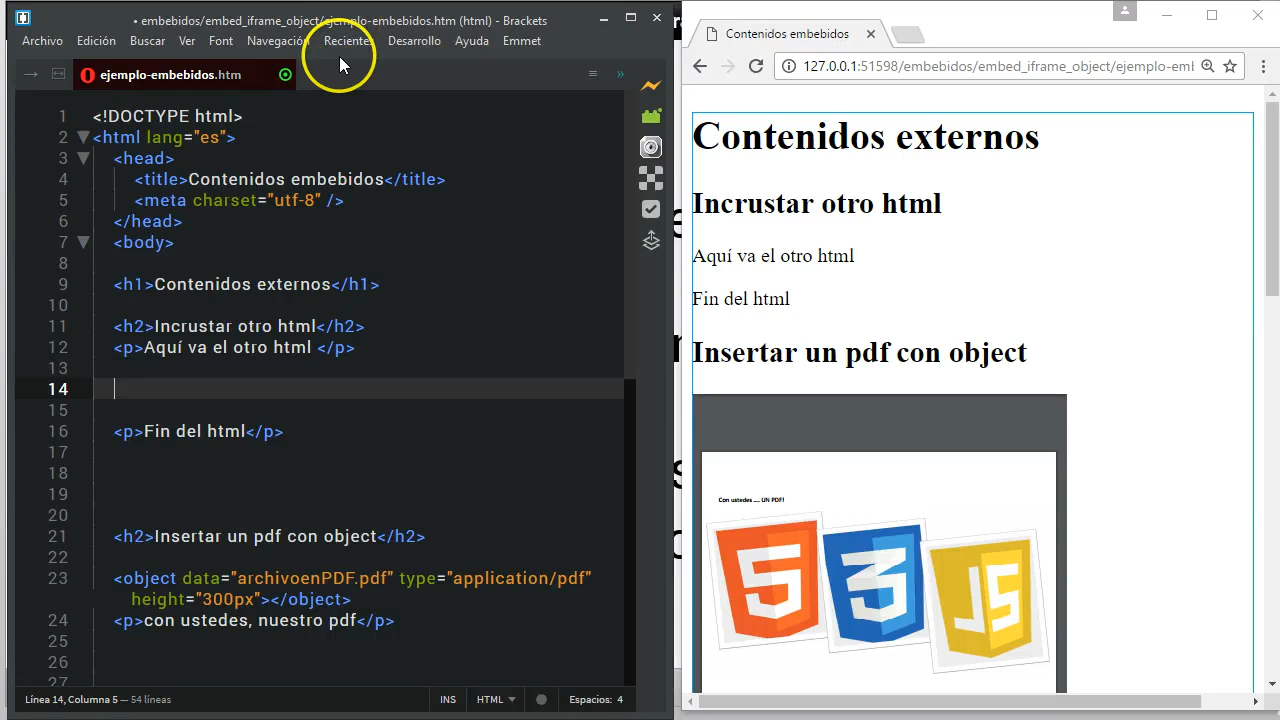 • embebidos/embed_iframe_object/ejemplo-embebidos.htm (html) - Brackets
Archivo Edición Buscar Ver Navegación Recientes Desarrollo Ayuda Emmet
ejemplo-embebidos.htm
1 <!DOCTYPE html>
2 <html lang="es">
3 <head>
4 <title>Contenidos embebidos</title>
5 <meta charset="utf-8" />
6 </head>
7 <body>
8
9 <h1>Contenidos externos</h1>
10
11 <h2>Incrustar otro html</h2>
12 <p>Aquí va el otro html </p>
13
14
15
16 <p>Fin del html</p>
17
18
19
20
21 <h2>Insertar un pdf con object</h2>
22
23 <object data="archivoenPDF.pdf" type="application/pdf"
height="300px"></object>
24 <p>con ustedes, nuestro pdf</p>
25
26
27
Línea 14, Columna 5 — 54 líneas INS HTML Espacios: 4
Contenidos embebidos
127.0.0.1:51598/embebidos/embed_iframe_object/ejemplo-embl
Contenidos externos
Incrustar otro html
Aquí va el otro html
Fin del html
Insertar un pdf con object
Con ustedes .... UN PDF!
5 3 JS